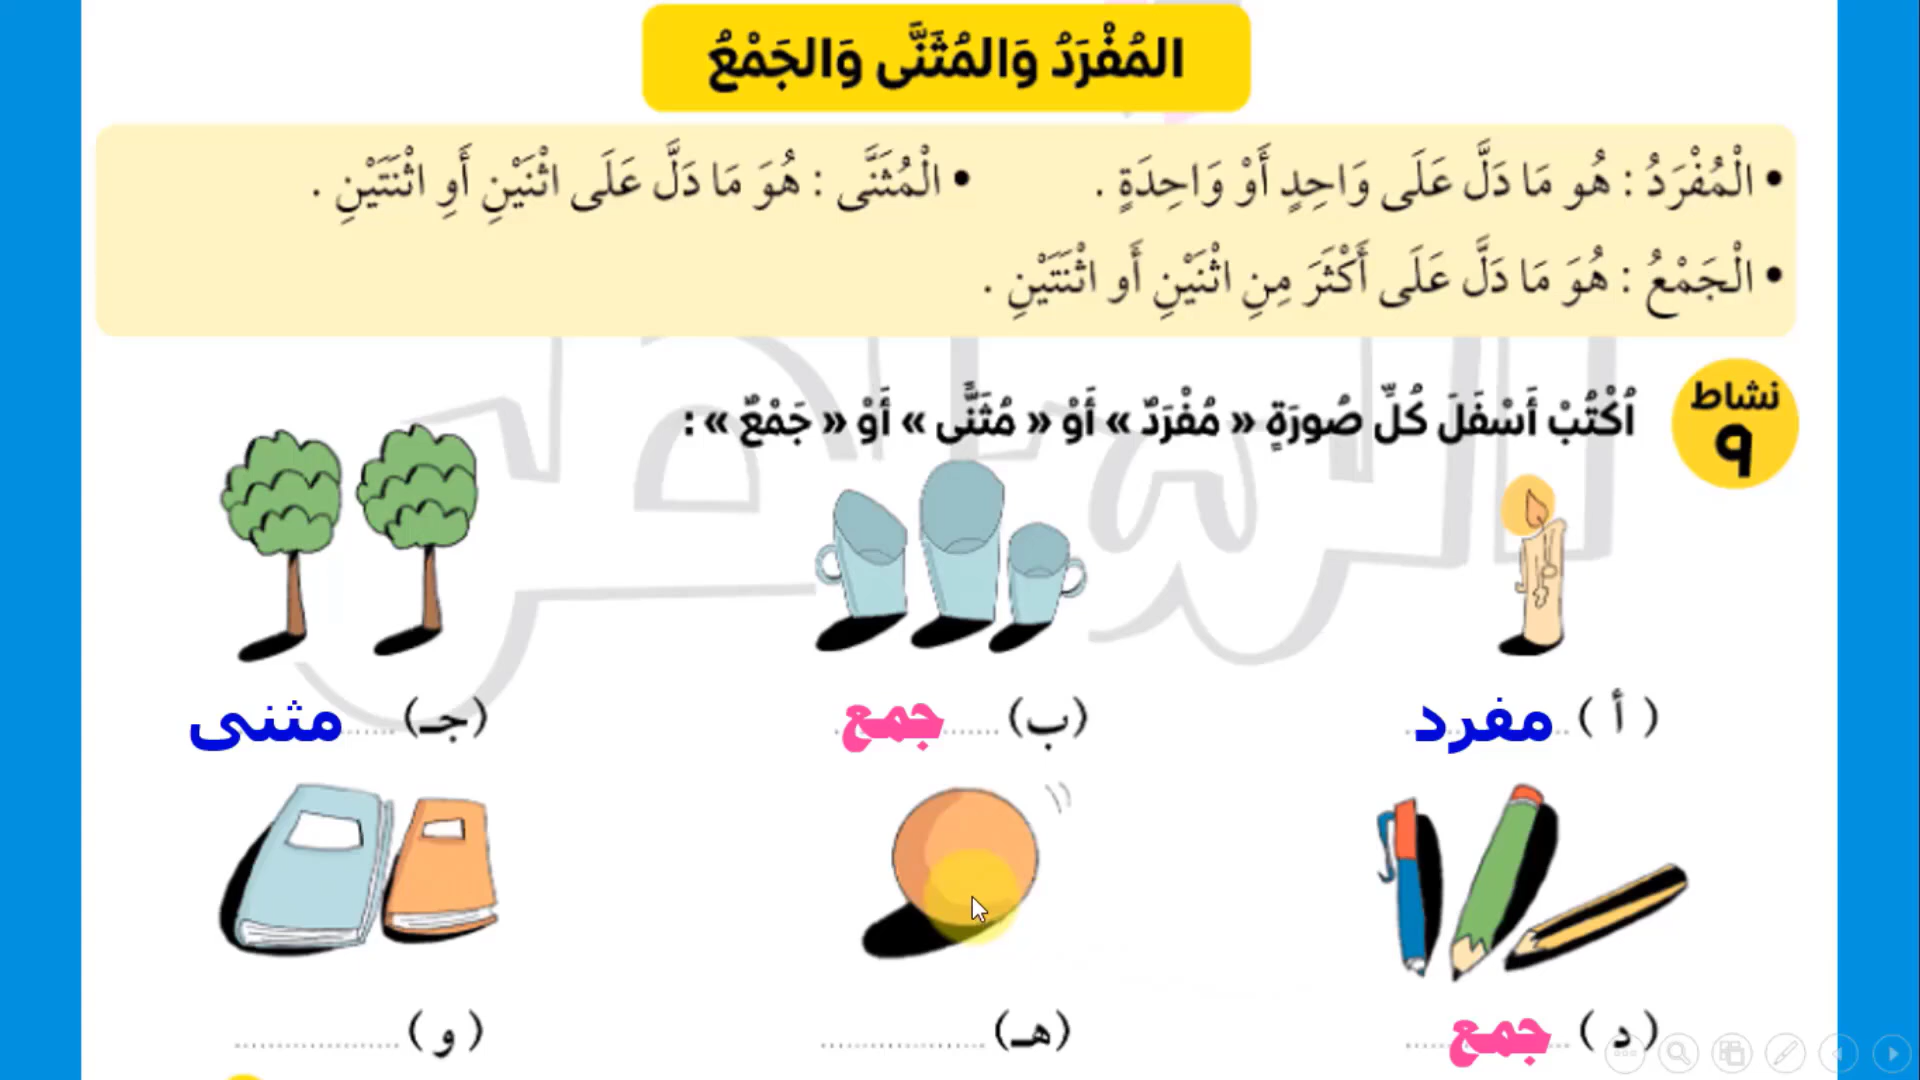 المُفْرَدُ وَالمُثَنَّى وَالجَمْعُ
• الْمُفْرَدُ : هُو مَا دَلَّ عَلَى وَاحِدٍ أَوْ وَاحِدَةٍ . • الْمُثَنَّى : هُوَ مَا دَلَّ عَلَى اثْنَيْنِ أَوِ اثْنَتَيْنِ .
• الْجَمْعُ : هُوَ مَا دَلَّ عَلَى أَكْثَرَ مِنِ اثْنَيْنِ أَو اثْنَتَيْنِ .
نشاط ٩
اُكْتُبْ أَسْفَلَ كُلِّ صُورَةٍ « مُفْرَدٌ » أَوْ « مُثَنًّى » أَوْ « جَمْعٌ » :
( أ ) مفرد (ب) جمع (جـ) مثنى
( د ) جمع (هـ) ( و )